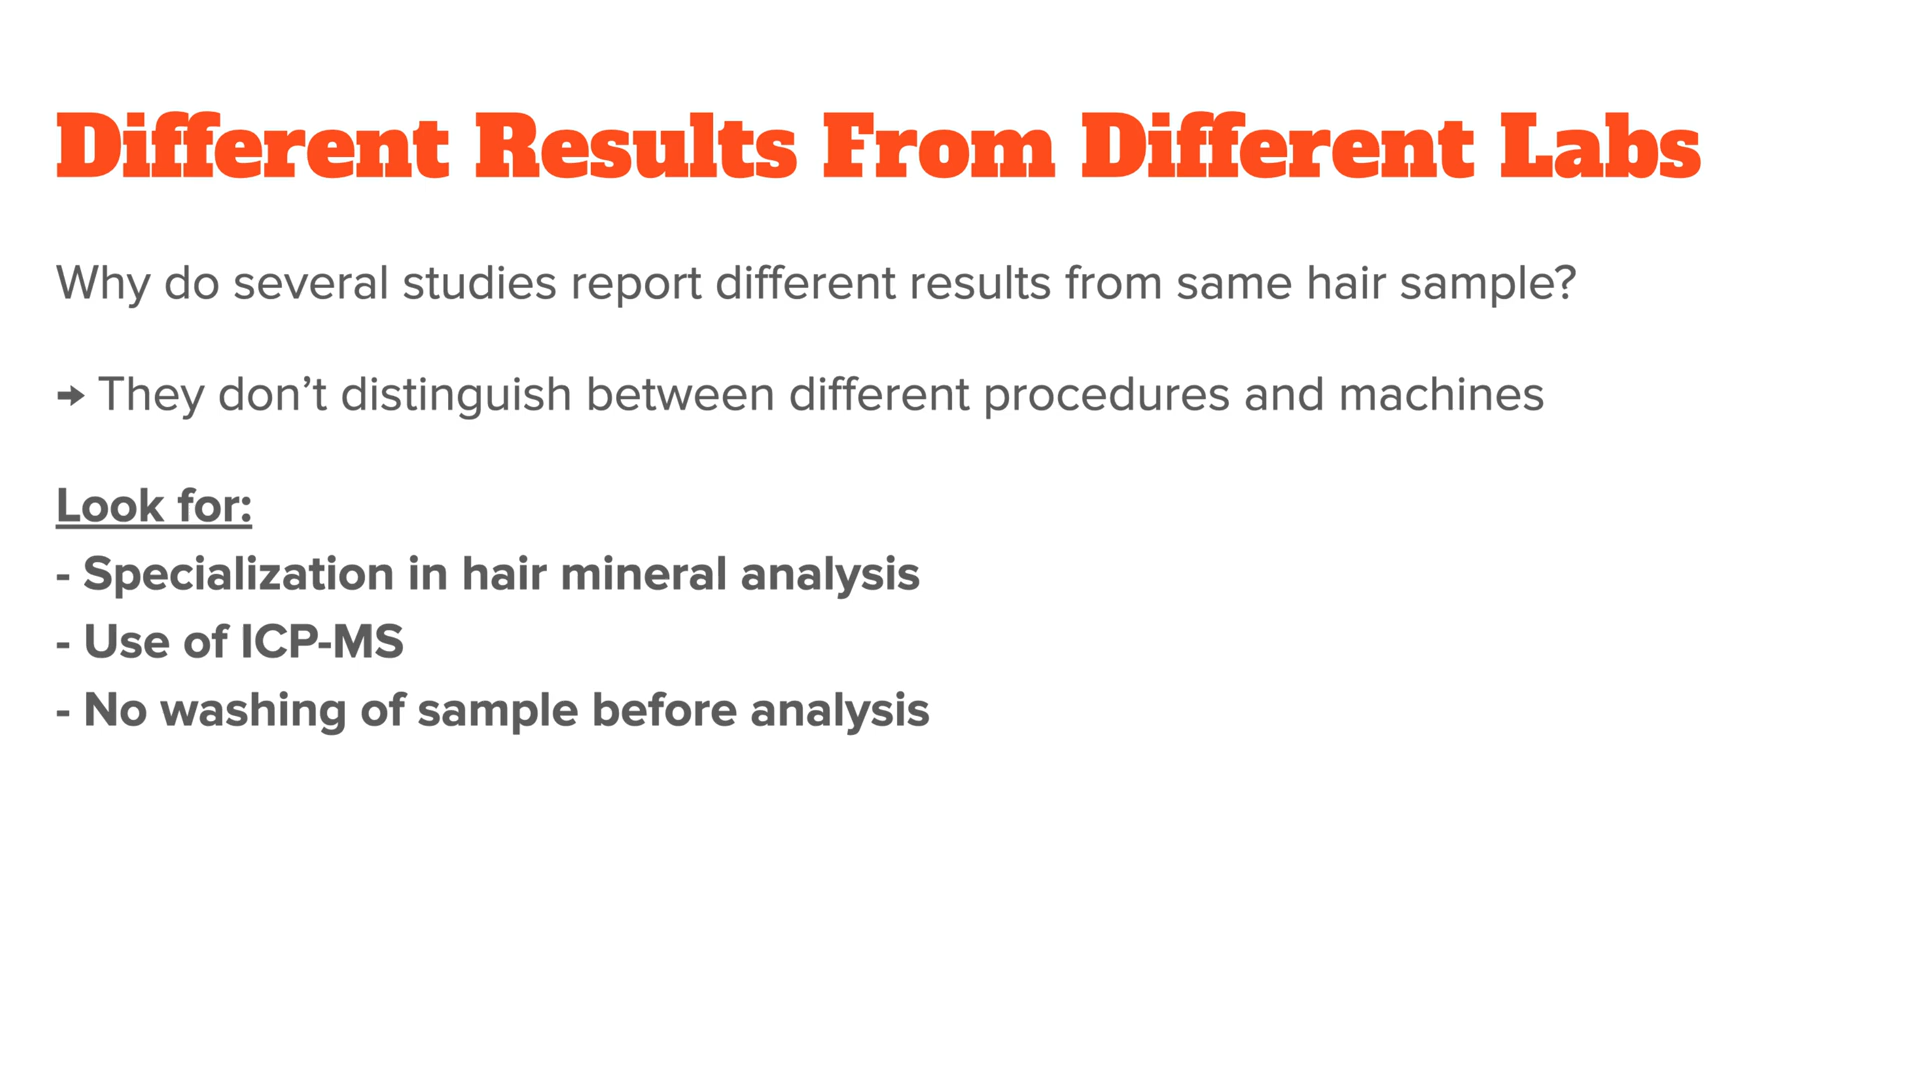 Different Results From Different Labs
Why do several studies report different results from same hair sample?
➡ They don’t distinguish between different procedures and machines
Look for:
- Specialization in hair mineral analysis
- Use of ICP-MS
- No washing of sample before analysis